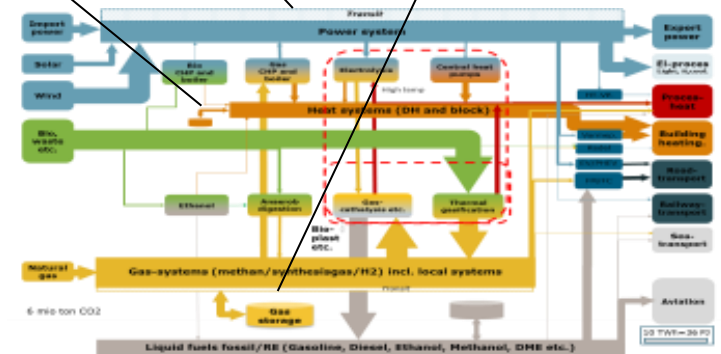 Transit
Import
power
Power system
Export
power
Solar
Bio
CHP and
boiler
Gas
CHP and
boiler
Electrolysis
Central heat
pumps
El-proces
Light, Kunst
Wind
High temp
Process-
heat
Heat systems (DH and block)
Building
heating.
Bio,
waste
etc.
Road-
transport
Ethanol
Anaerob
digestion
Gas-
catholysis etc.
Thermal
gasification
Railway-
transport
Bio-
plast
etc.
Sea-
transport
Natural
gas
Gas-systems (methan/synthesisgas/H2) incl. local systems
Transit
6 mio ton CO2
Gas
storage
Aviation
10 TWh=36 PJ
Liquid fuels fossil/RE (Gasoline, Diesel, Ethanol, Methanol, DME etc.)